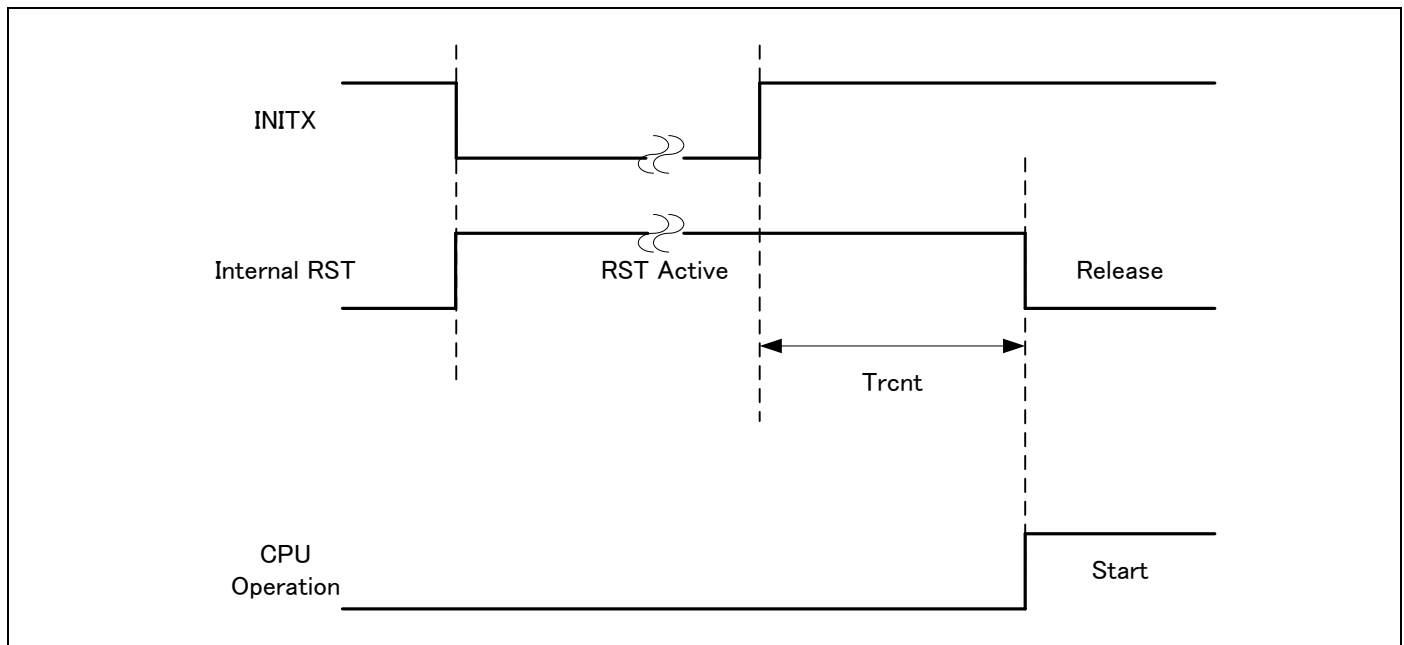 INITX
Internal RST
RST Active
Release
Trcnt
CPU
Operation
Start